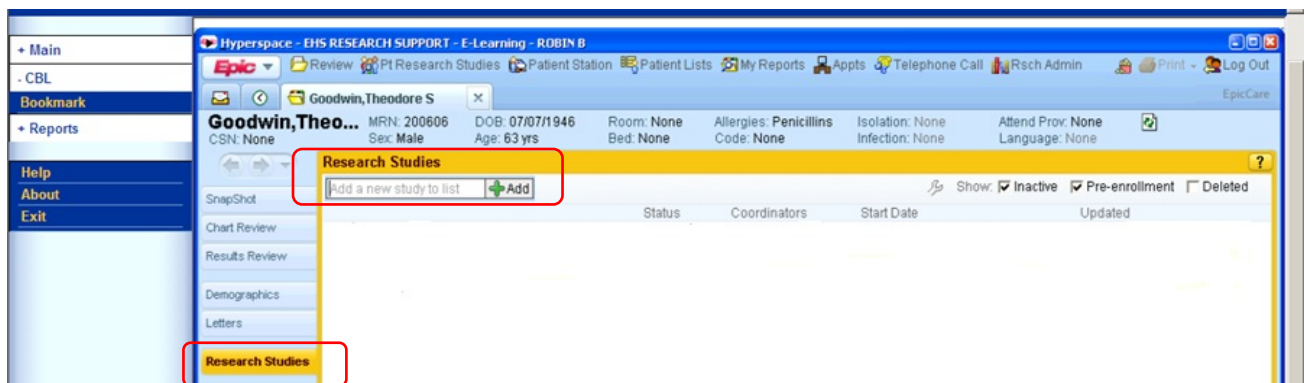 Hyperspace - EHS RESEARCH SUPPORT - E-Learning - ROBIN B
+ Main
- CBL
Bookmark
+ Reports
Help
About
Exit
Epic Review Pt Research Studies Patient Station Patient Lists My Reports Appts Telephone Call Rsch Admin Print Log Out
Goodwin,Theodore S EpicCare
Goodwin,Theo... MRN: 200606 DOB: 07/07/1946 Room: None Allergies: Penicillins Isolation: None Attend Prov: None
CSN: None Sex: Male Age: 63 yrs Bed: None Code: None Infection: None Language: None
Research Studies ?
Add a new study to list Add Show: Inactive Pre-enrollment Deleted
Status Coordinators Start Date Updated
SnapShot
Chart Review
Results Review
Demographics
Letters
Research Studies